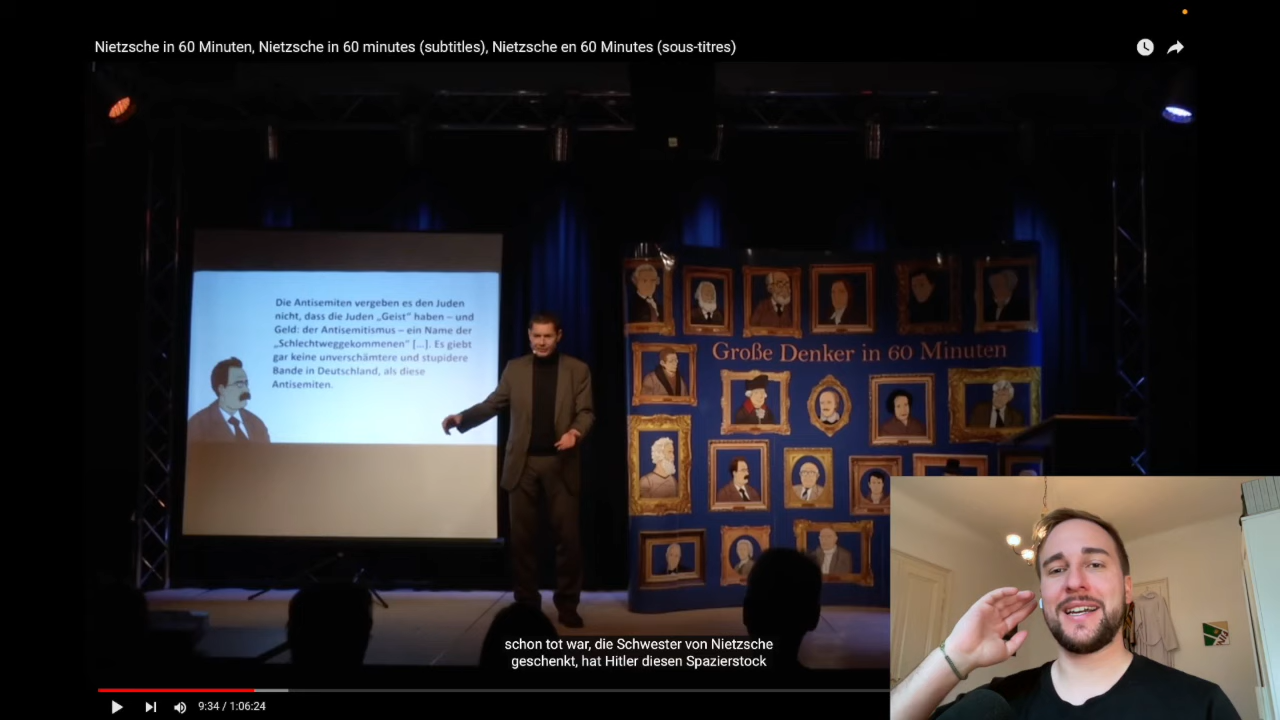 Nietzsche in 60 Minuten, Nietzsche in 60 minutes (subtitles), Nietzsche en 60 Minutes (sous-titres)
Die Antisemiten vergeben es den Juden
nicht, dass die Juden „Geist" haben – und
Geld: der Antisemitismus – ein Name der
„Schlechtweggekommenen" [...]. Es giebt
gar keine unverschämtere und stupidere
Bande in Deutschland, als diese
Antisemiten.
Große Denker in 60 Minuten
schon tot war, die Schwester von Nietzsche
geschenkt, hat Hitler diesen Spazierstock
9:34 / 1:06:24